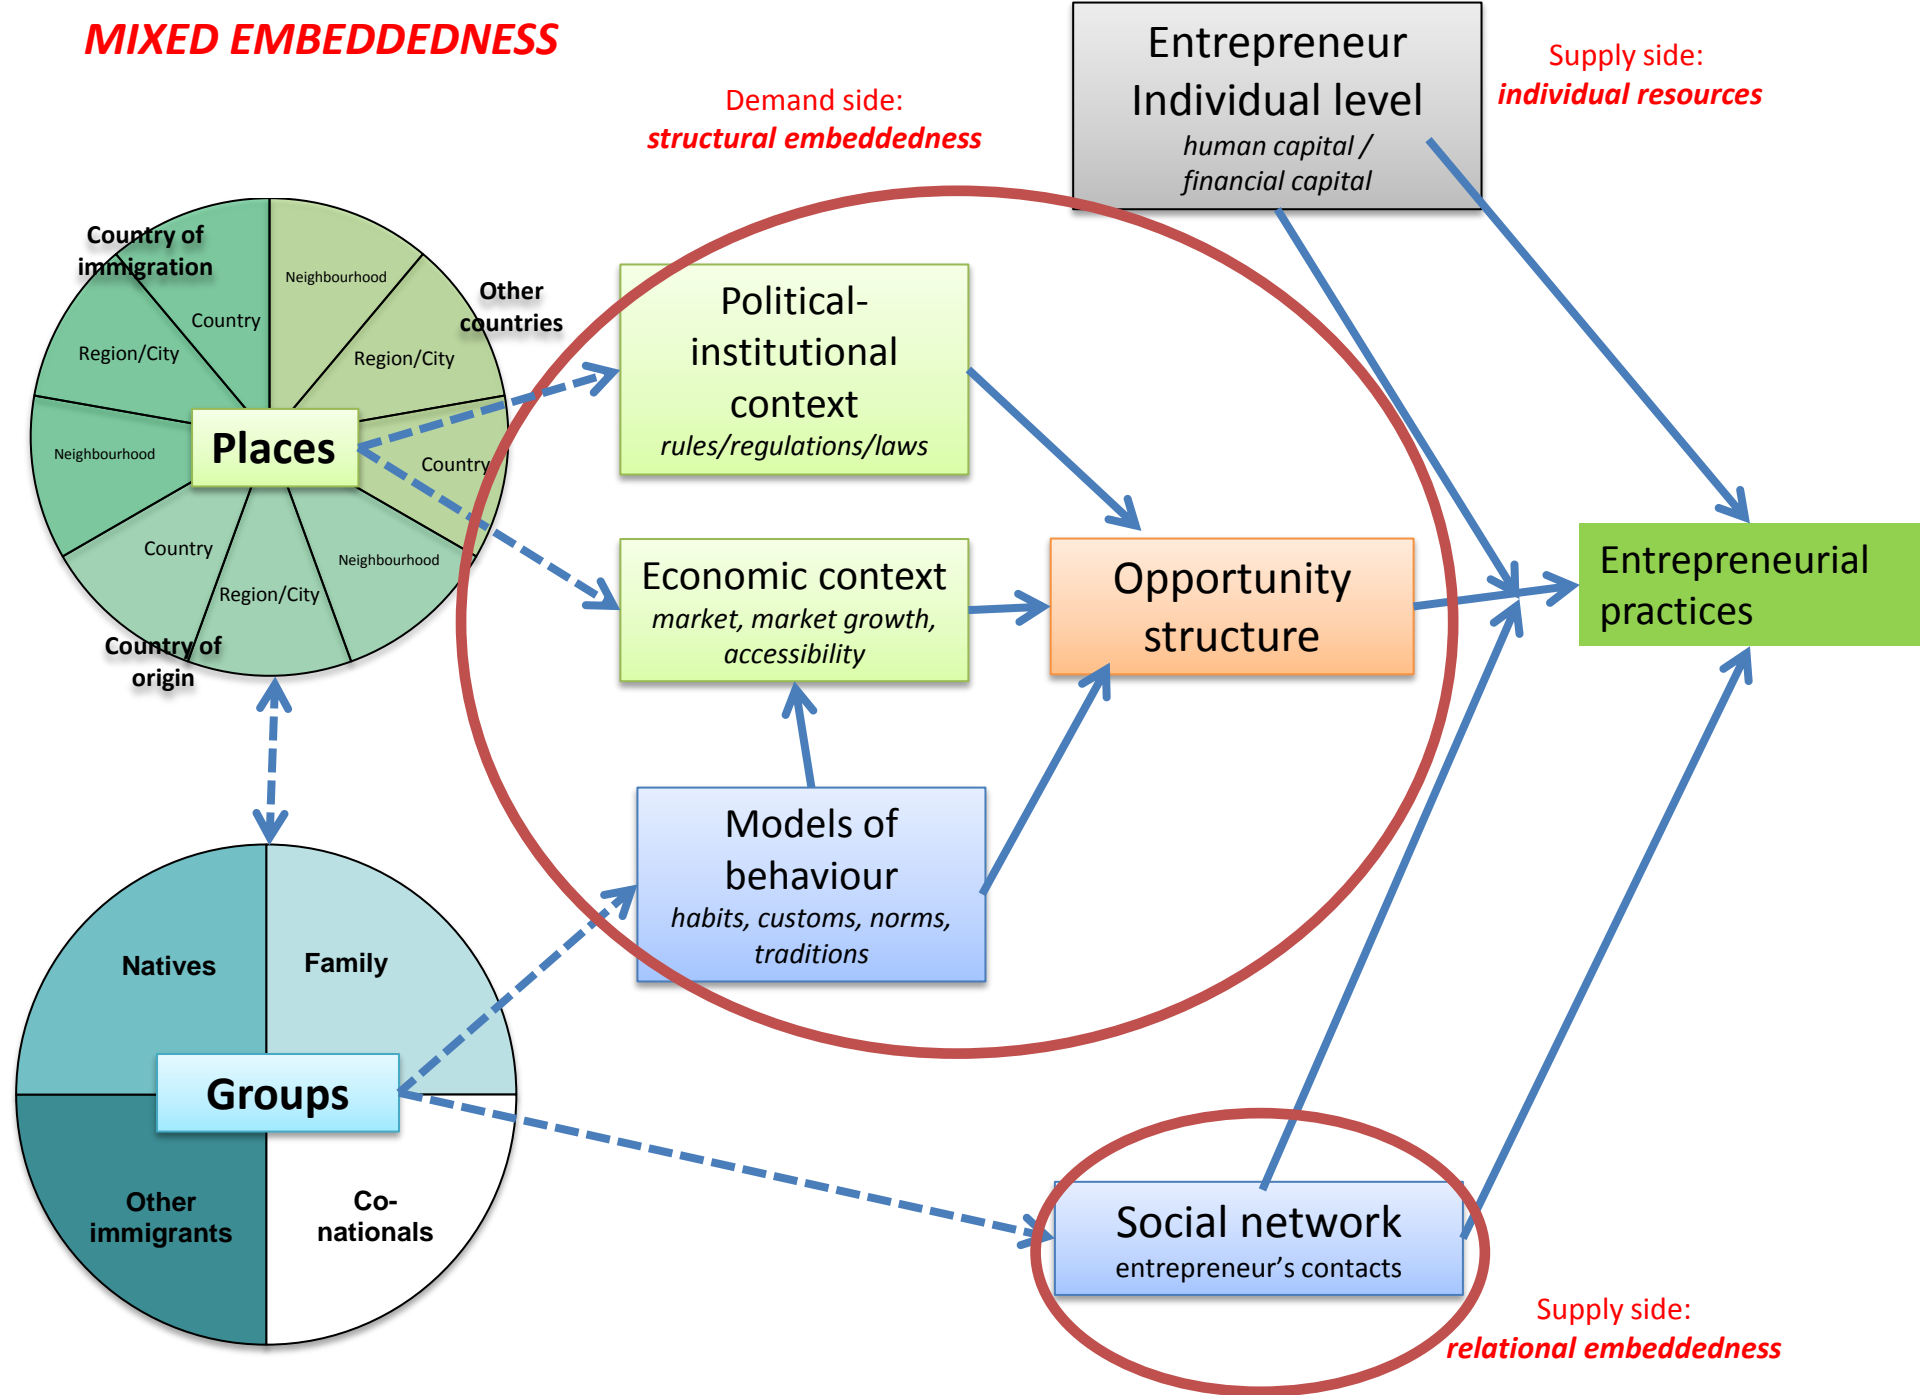 MIXED EMBEDDEDNESS
Entrepreneur
Individual level
human capital /
financial capital
Supply side:
individual resources
Demand side:
structural embeddedness
Country of
immigration
Neighbourhood
Other
countries
Country
Region/City
Region/City
Places
Neighbourhood
Country
Country
Neighbourhood
Region/City
Country of
origin
Political-
institutional
context
rules/regulations/laws
Economic context
market, market growth,
accessibility
Opportunity
structure
Entrepreneurial
practices
Models of
behaviour
habits, customs, norms,
traditions
Natives
Family
Groups
Other
immigrants
Co-
nationals
Social network
entrepreneur’s contacts
Supply side:
relational embeddedness